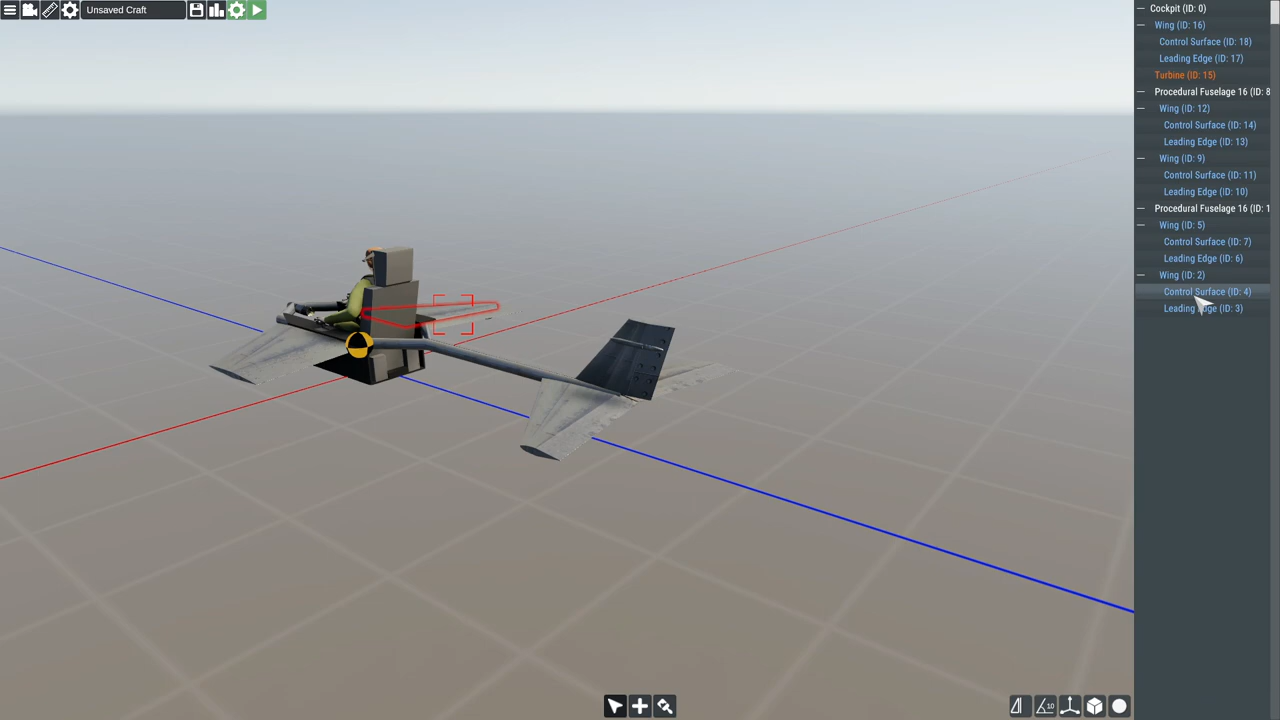 Unsaved Craft
Cockpit (ID: 0)
Wing (ID: 16)
Control Surface (ID: 18)
Leading Edge (ID: 17)
Turbine (ID: 15)
Procedural Fuselage 16 (ID: 8
Wing (ID: 12)
Control Surface (ID: 14)
Leading Edge (ID: 13)
Wing (ID: 9)
Control Surface (ID: 11)
Leading Edge (ID: 10)
Procedural Fuselage 16 (ID: 1
Wing (ID: 5)
Control Surface (ID: 7)
Leading Edge (ID: 6)
Wing (ID: 2)
Control Surface (ID: 4)
Leading Edge (ID: 3)
10